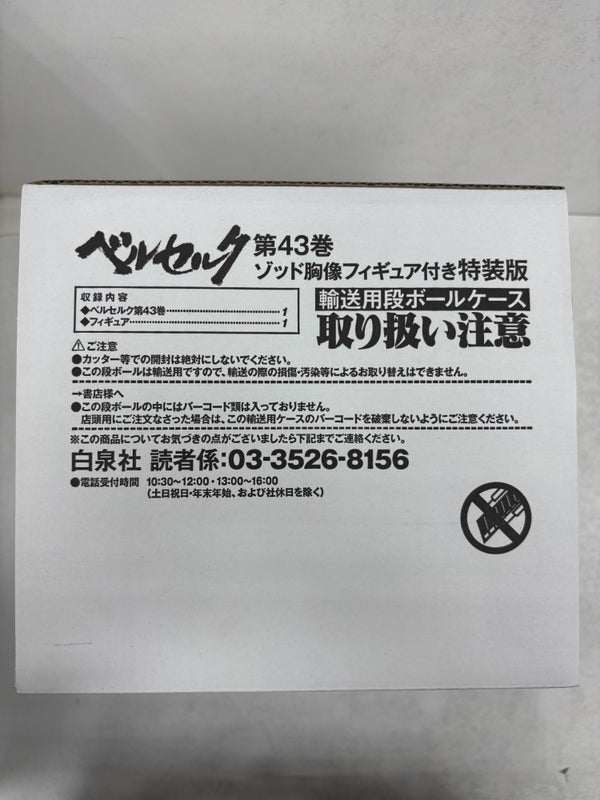 ベルセルク 第43巻
ゾッド胸像フィギュア付き特装版
収録内容
◆ベルセルク第43巻…………………………1
◆フィギュア…………………………………1
輸送用段ボールケース
取り扱い注意
⚠ご注意
●カッター等での開封は絶対にしないでください。
●この段ボールは輸送用ですので、輸送の際の損傷・汚染等によるお取り替えはできません。
→書店様へ
●この段ボールの中にはバーコード類は入っておりません。
店頭用にご注文なさった場合は、この輸送用ケースのバーコードを破棄しないようにご注意ください。
※この商品についてお気づきの点がございましたら下記までご連絡ください。
白泉社 読者係:03-3526-8156
●電話受付時間 10:30~12:00・13:00~16:00
(土日祝日・年末年始、および社休日を除く)